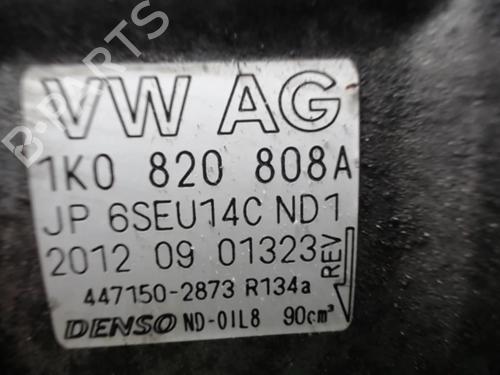 B-PARTS
VW AG
1K0 820 808A
JP 6SEU14C ND1
2012 09 01323
REV
447150-2873 R134a
DENSO ND-OIL8 90cm³